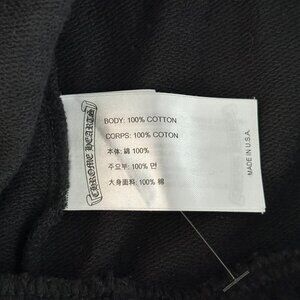 CHROME HEARTS
BODY: 100% COTTON
CORPS: 100% COTON
本体: 綿 100%
주요부: 100% 면
大身面料: 100% 棉
MADE IN U.S.A.